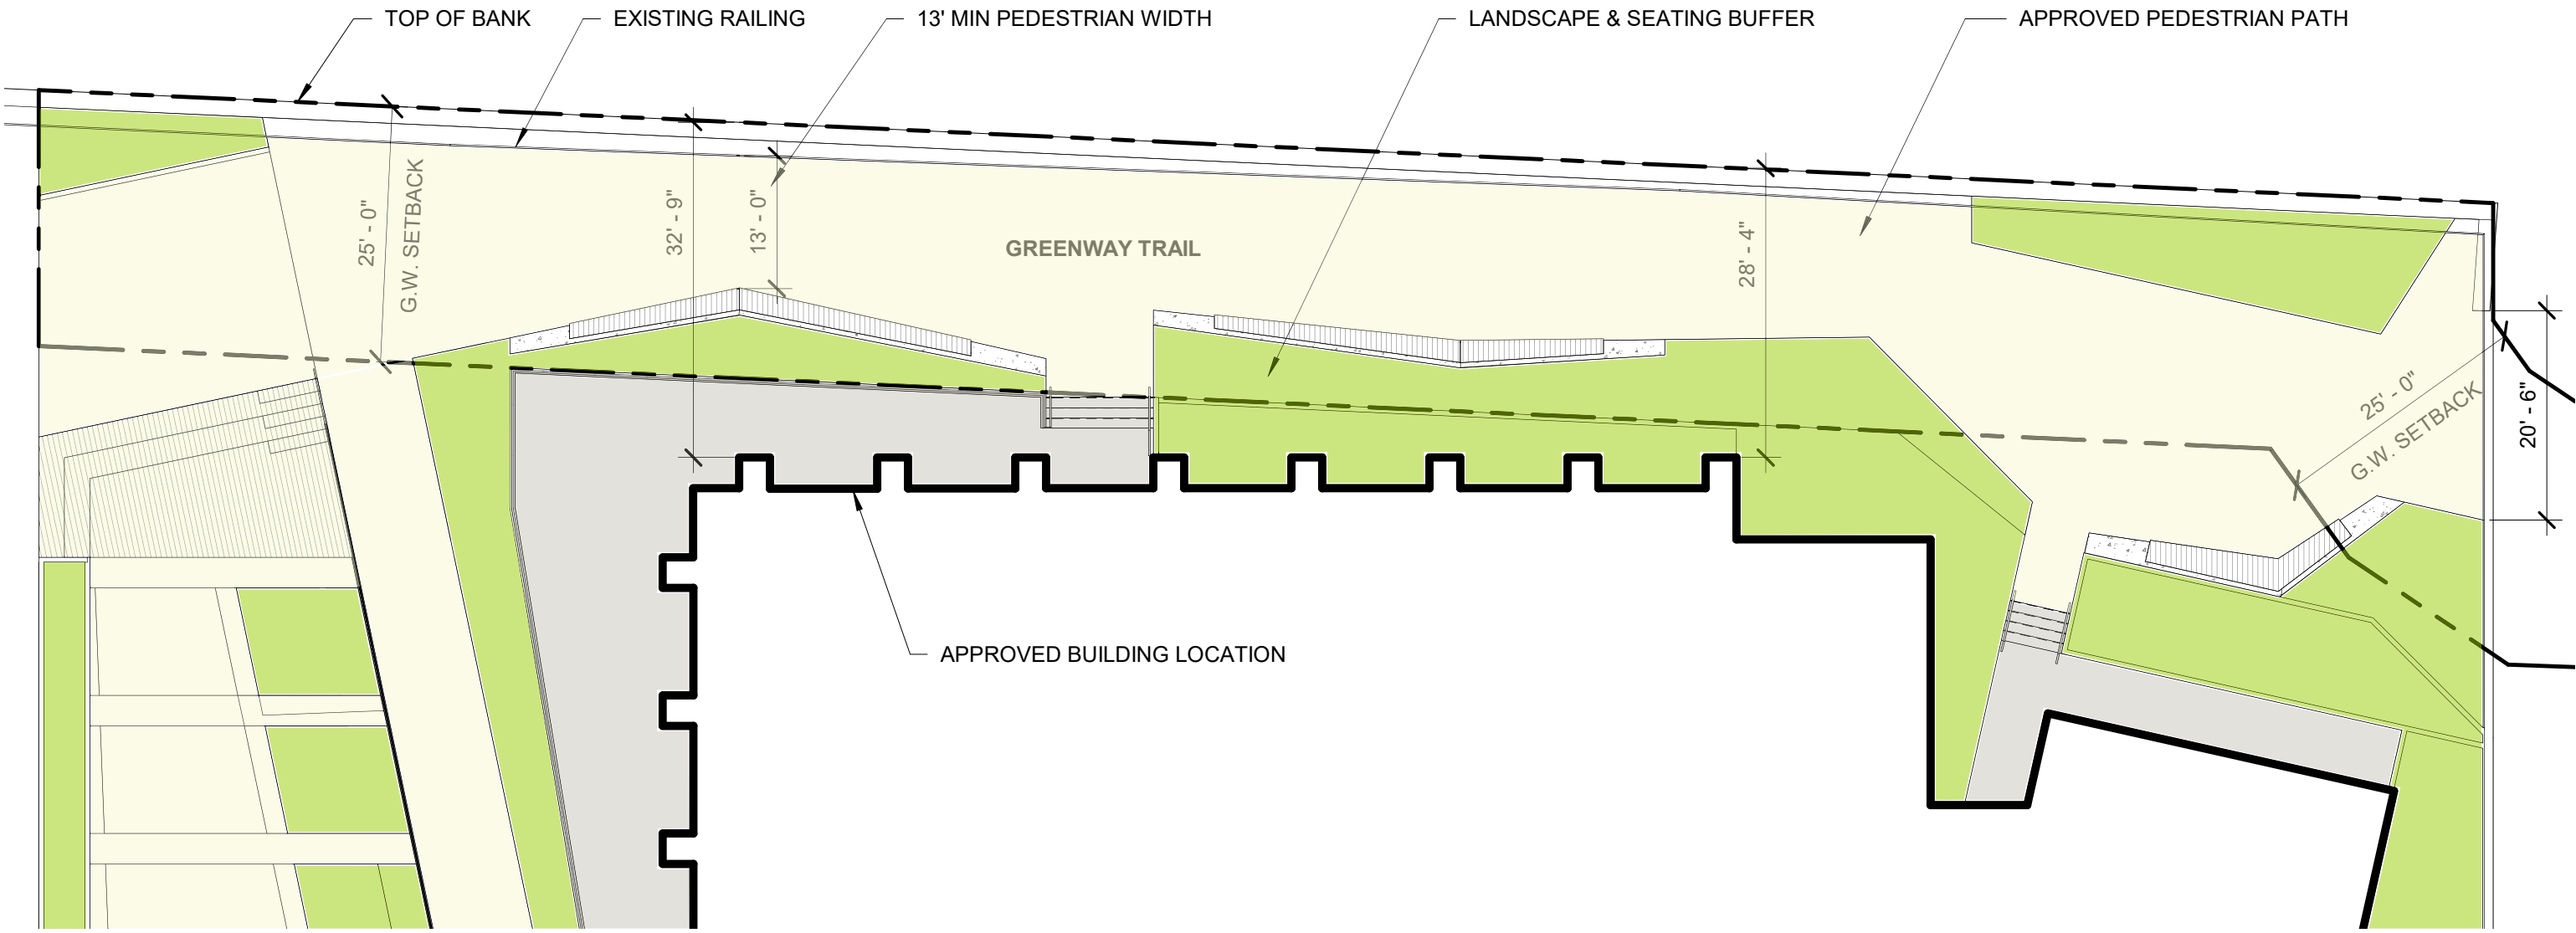 TOP OF BANK
EXISTING RAILING
13' MIN PEDESTRIAN WIDTH
LANDSCAPE & SEATING BUFFER
APPROVED PEDESTRIAN PATH
25' - 0"
G.W. SETBACK
32' - 9"
13' - 0"
GREENWAY TRAIL
28' - 4"
25' - 0"
G.W. SETBACK
20' - 6"
APPROVED BUILDING LOCATION